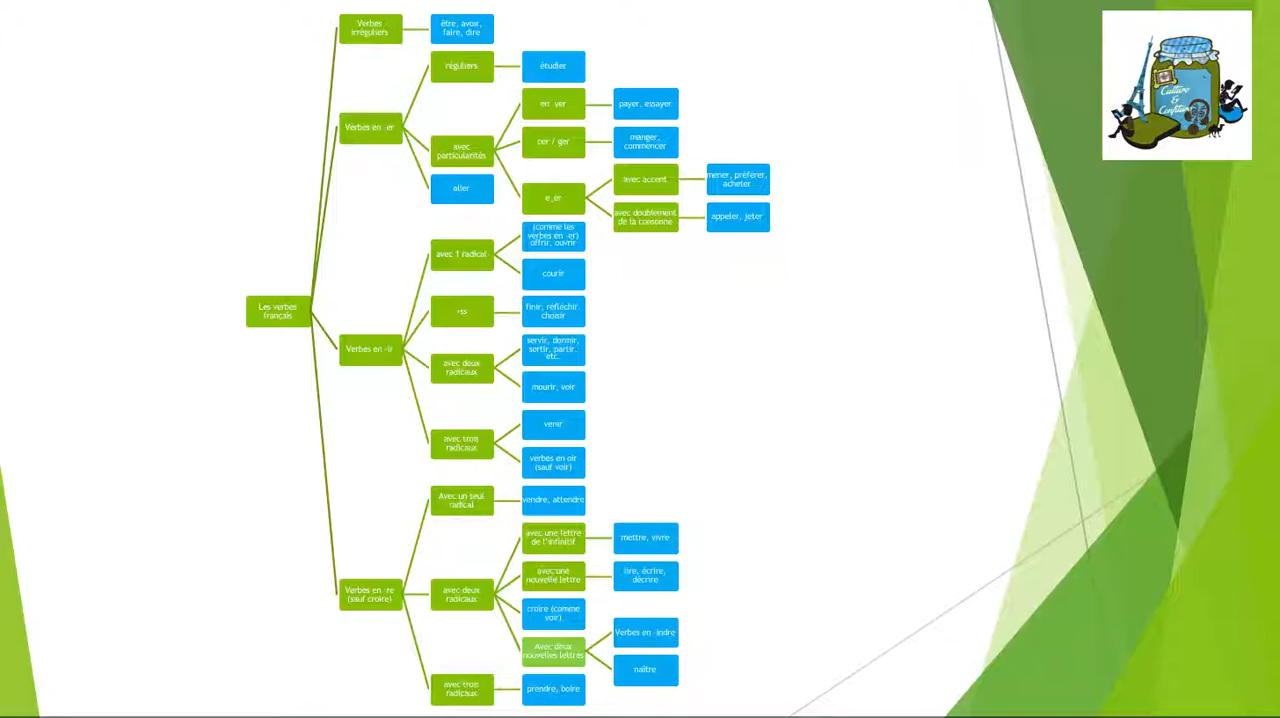 Verbes
irréguliers
être, avoir,
faire, dire
réguliers
étudier
Verbes en -er
avec
particularités
en -yer
payer, essayer
cer / ger
manger,
commencer
e_er
avec accent
mener, préférer,
acheter
avec doublement
de la consonne
appeler, jeter
aller
Les verbes
français
Verbes en -ir
avec 1 radical
(comme les
verbes en -er)
offrir, ouvrir
courir
+ss
finir, réfléchir,
choisir
avec deux
radicaux
servir, dormir,
sortir, partir,
etc.
mourir, voir
avec trois
radicaux
venir
verbes en oir
(sauf voir)
Verbes en -re
(sauf croire)
Avec un seul
radical
vendre, attendre
avec deux
radicaux
avec une lettre
de l'infinitif
mettre, vivre
avec une
nouvelle lettre
lire, écrire,
décrire
croire (comme
voir)
Avec deux
nouvelles lettres
Verbes en -indre
naître
avec trois
radicaux
prendre, boire
Culture
&
Confiture